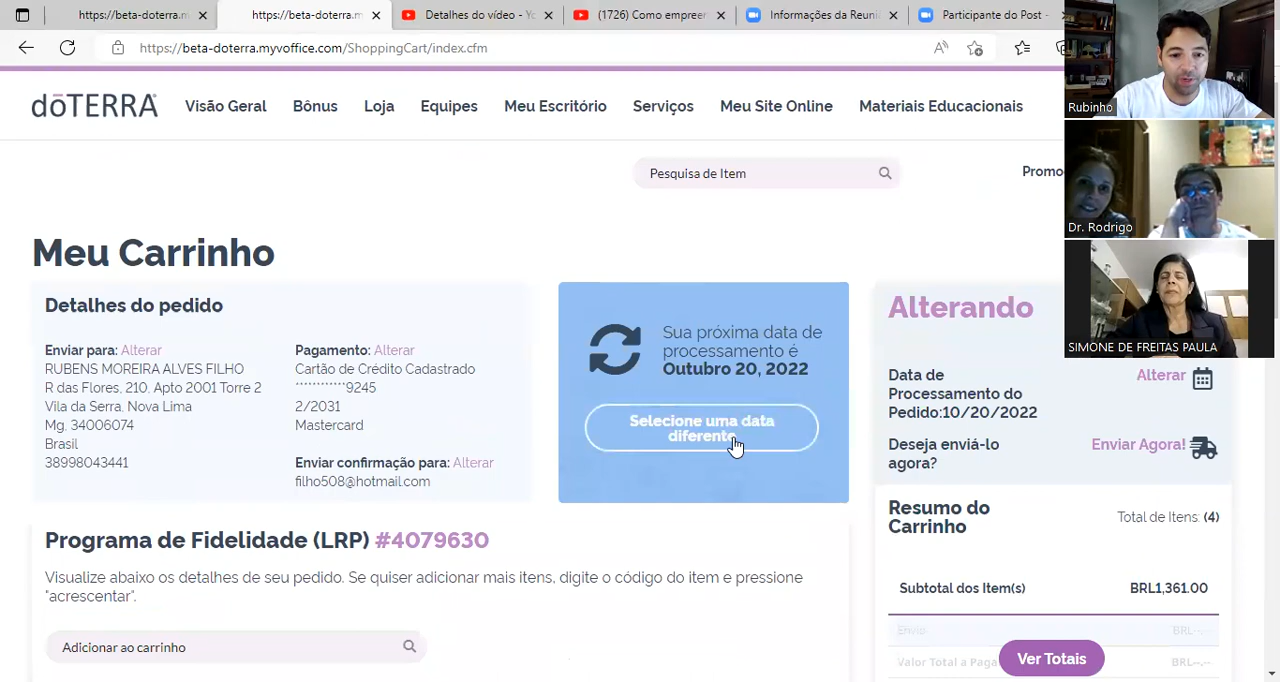 https://beta-doterra.m
https://beta-doterra.m
Detalhes do vídeo - Yo
(1726) Como empreer
Informações da Reuni
Participante do Post -
https://beta-doterra.myvoffice.com/ShoppingCart/index.cfm
dōTERRA
Visão Geral
Bônus
Loja
Equipes
Meu Escritório
Serviços
Meu Site Online
Materiais Educacionais
Pesquisa de Item
Promo
Rubinho
Dr. Rodrigo
SIMONE DE FREITAS PAULA
Meu Carrinho
Detalhes do pedido
Enviar para: Alterar
RUBENS MOREIRA ALVES FILHO
R das Flores, 210. Apto 2001 Torre 2
Vila da Serra, Nova Lima
Mg, 34006074
Brasil
38998043441
Pagamento: Alterar
Cartão de Crédito Cadastrado
************9245
2/2031
Mastercard
Enviar confirmação para: Alterar
filho508@hotmail.com
Sua próxima data de
processamento é
Outubro 20, 2022
Selecione uma data
diferente
Alterando
Data de
Processamento do
Pedido:10/20/2022
Alterar
Deseja enviá-lo
agora?
Enviar Agora!
Resumo do
Carrinho
Total de Itens: (4)
Subtotal dos Item(s)
BRL1,361.00
Envio
BRL--.--
Valor Total a Paga
BRL--.--
Ver Totais
Programa de Fidelidade (LRP) #4079630
Visualize abaixo os detalhes de seu pedido. Se quiser adicionar mais itens, digite o código do item e pressione
"acrescentar".
Adicionar ao carrinho